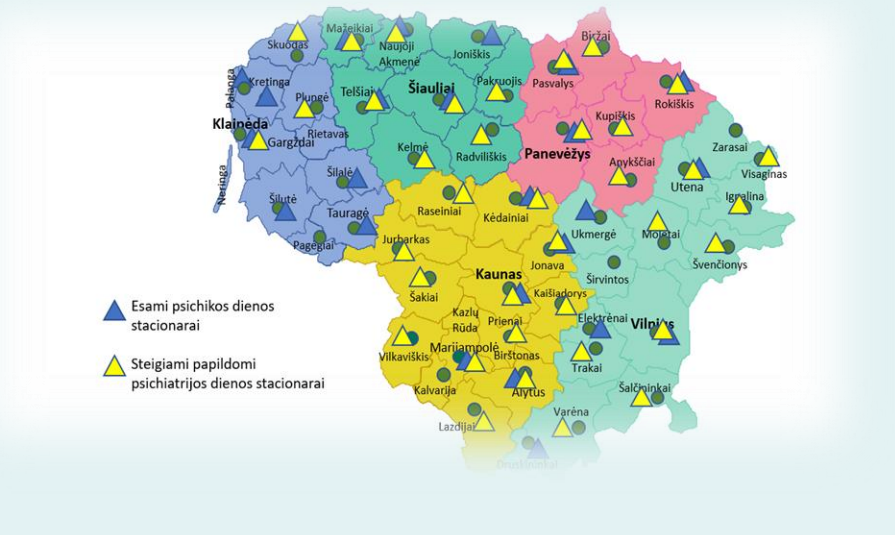 Mažeikiai
Skuodas
Naujoji
Akmenė
Joniškis
Biržai
Palanga
Kretinga
Plungė
Telšiai
Šiauliai
Pakruojis
Pasvalys
Rokiškis
Klaipėda
Gargždai
Rietavas
Kelmė
Radviliškis
Kupiškis
Panevėžys
Anykščiai
Zarasai
Visaginas
Utena
Ignalina
Neringa
Šilalė
Šilutė
Tauragė
Pagėgiai
Raseiniai
Kėdainiai
Jurbarkas
Jonava
Ukmergė
Molėtai
Švenčionys
Širvintos
Kaunas
Šakiai
Kaišiadorys
Kazlų
Rūda
Prienai
Elektrėnai
Vilnius
Vilkaviškis
Marijampolė
Birštonas
Trakai
Kalvarija
Alytus
Šalčininkai
Lazdijai
Varėna
Druskininkai
Esami psichikos dienos
stacionarai
Steigiami papildomi
psichiatrijos dienos stacionarai